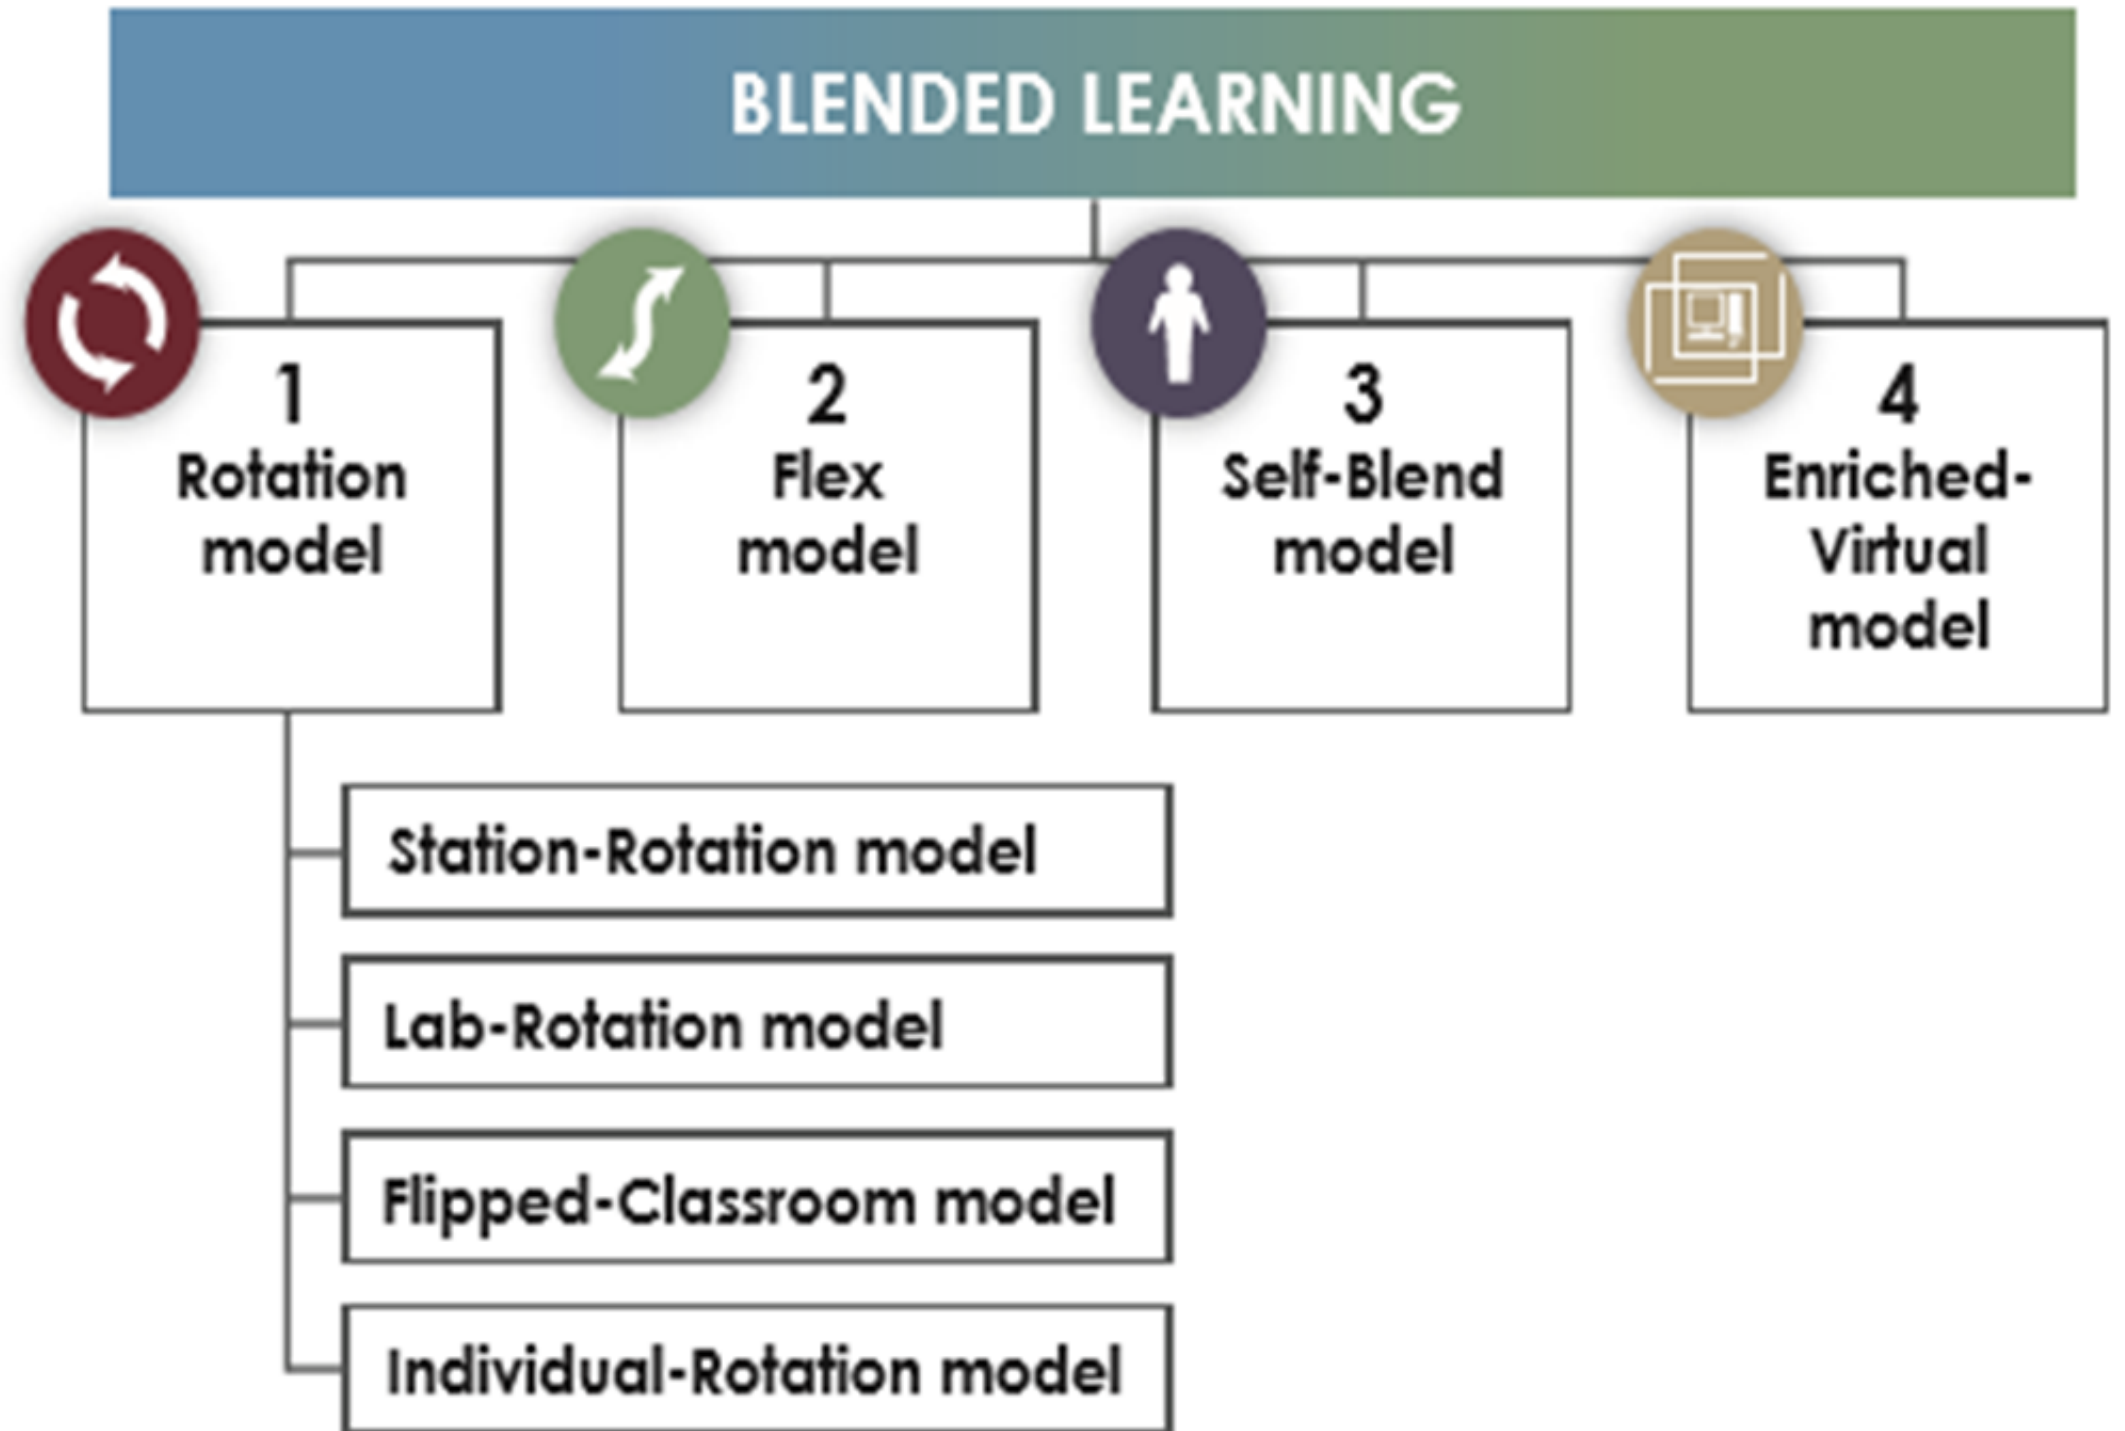 BLENDED LEARNING
1
Rotation
model
2
Flex
model
3
Self-Blend
model
4
Enriched-
Virtual
model
Station-Rotation model
Lab-Rotation model
Flipped-Classroom model
Individual-Rotation model